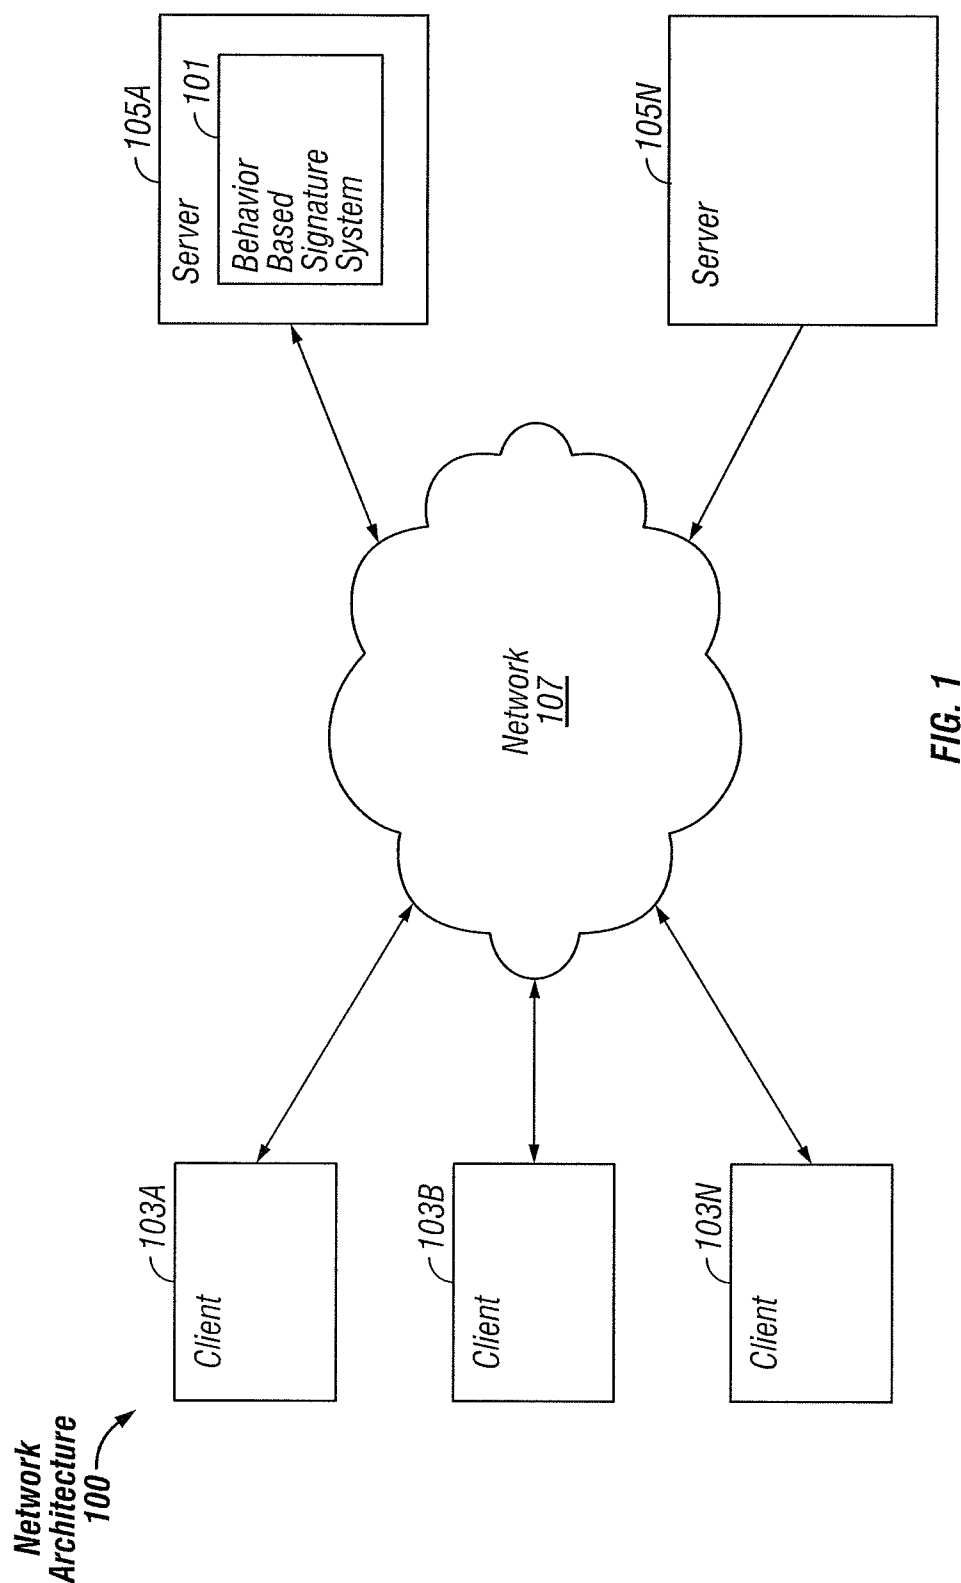 Network
Architecture
100
103A
Client
103B
Client
103N
Client
Network
107
105A
Server
101
Behavior
Based
Signature
System
105N
Server
FIG. 1